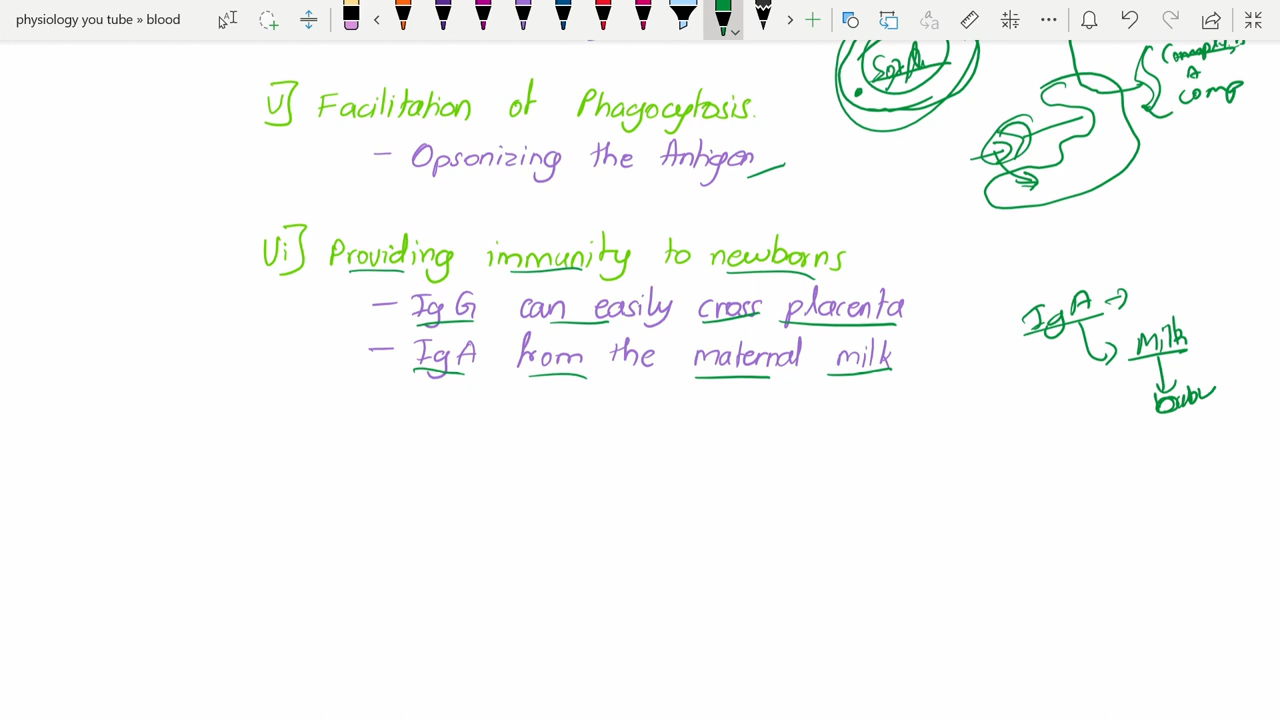 physiology you tube » blood
V] Facilitation of Phagocytosis.
- Opsonizing the Antigen
Vi] Providing immunity to newborns
- IgG can easily cross placenta
- IgA from the maternal milk
comp
IgA →
Milk